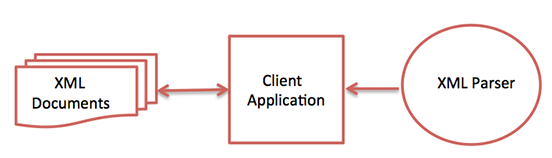 XML
Documents
Client
Application
XML Parser